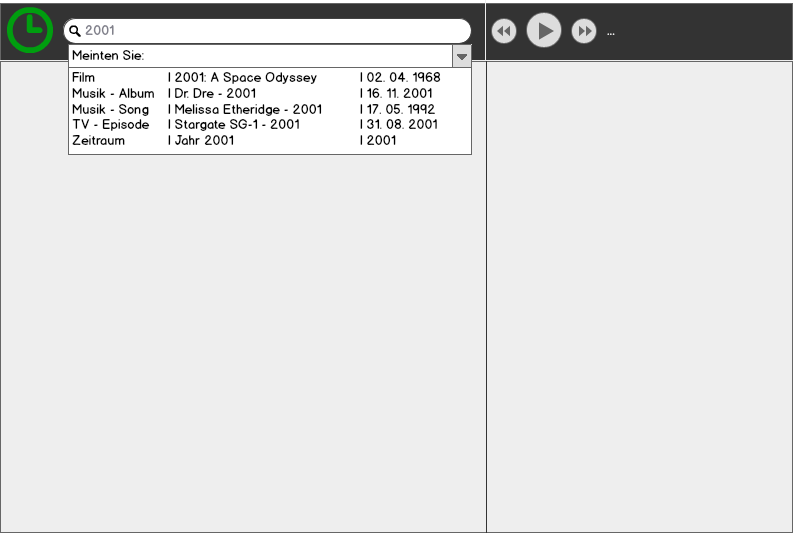 2001
...
Meinten Sie:
Film | 2001: A Space Odyssey | 02. 04. 1968
Musik - Album | Dr. Dre - 2001 | 16. 11. 2001
Musik - Song | Melissa Etheridge - 2001 | 17. 05. 1992
TV - Episode | Stargate SG-1 - 2001 | 31. 08. 2001
Zeitraum | Jahr 2001 | 2001